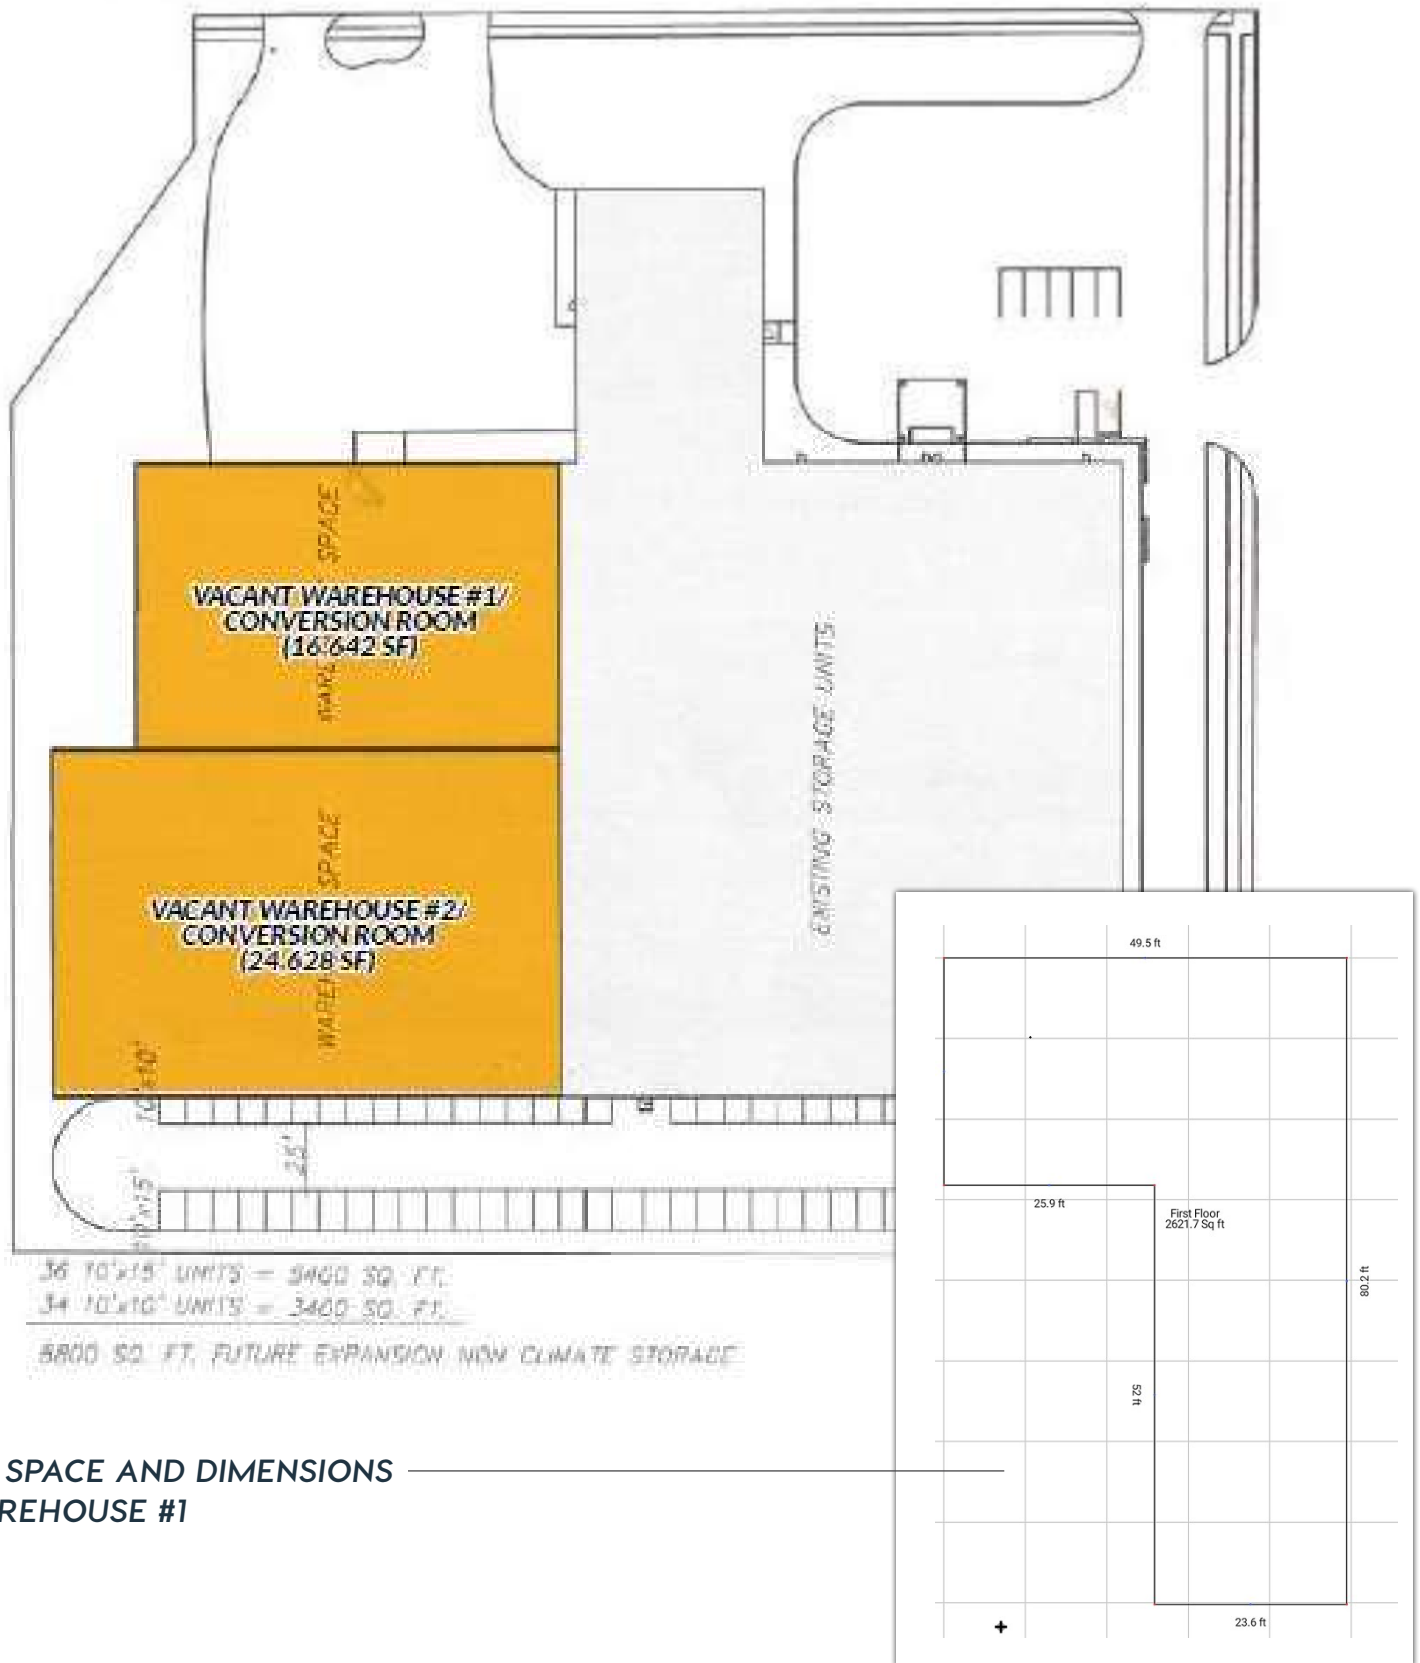 WAREHOUSE SPACE
VACANT WAREHOUSE #1/
CONVERSION ROOM
(16.642 SF)
EXISTING STORAGE UNITS
WAREHOUSE SPACE
VACANT WAREHOUSE #2/
CONVERSION ROOM
(24.628 SF)
10'x10'
25'
10'x15'
36 10'x15' UNITS = 5400 SQ. FT.
34 10'x10' UNITS = 3400 SQ. FT.
8800 SQ. FT. FUTURE EXPANSION NON CLIMATE STORAGE
49.5 ft
25.9 ft
First Floor
2621.7 Sq ft
80.2 ft
52 ft
23.6 ft
SPACE AND DIMENSIONS
REHOUSE #1